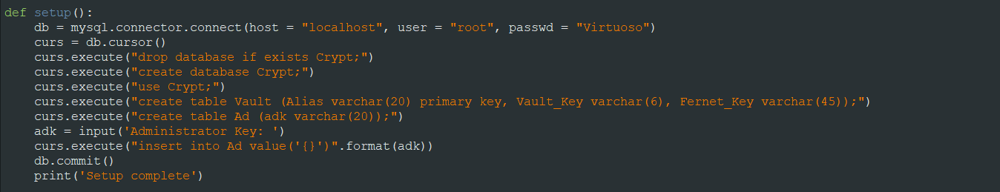 def setup():
    db = mysql.connector.connect(host = "localhost", user = "root", passwd = "Virtuoso")
    curs = db.cursor()
    curs.execute("drop database if exists Crypt;")
    curs.execute("create database Crypt;")
    curs.execute("use Crypt;")
    curs.execute("create table Vault (Alias varchar(20) primary key, Vault_Key varchar(6), Fernet_Key varchar(45));")
    curs.execute("create table Ad (adk varchar(20));")
    adk = input('Administrator Key: ')
    curs.execute("insert into Ad value('{}')".format(adk))
    db.commit()
    print('Setup complete')